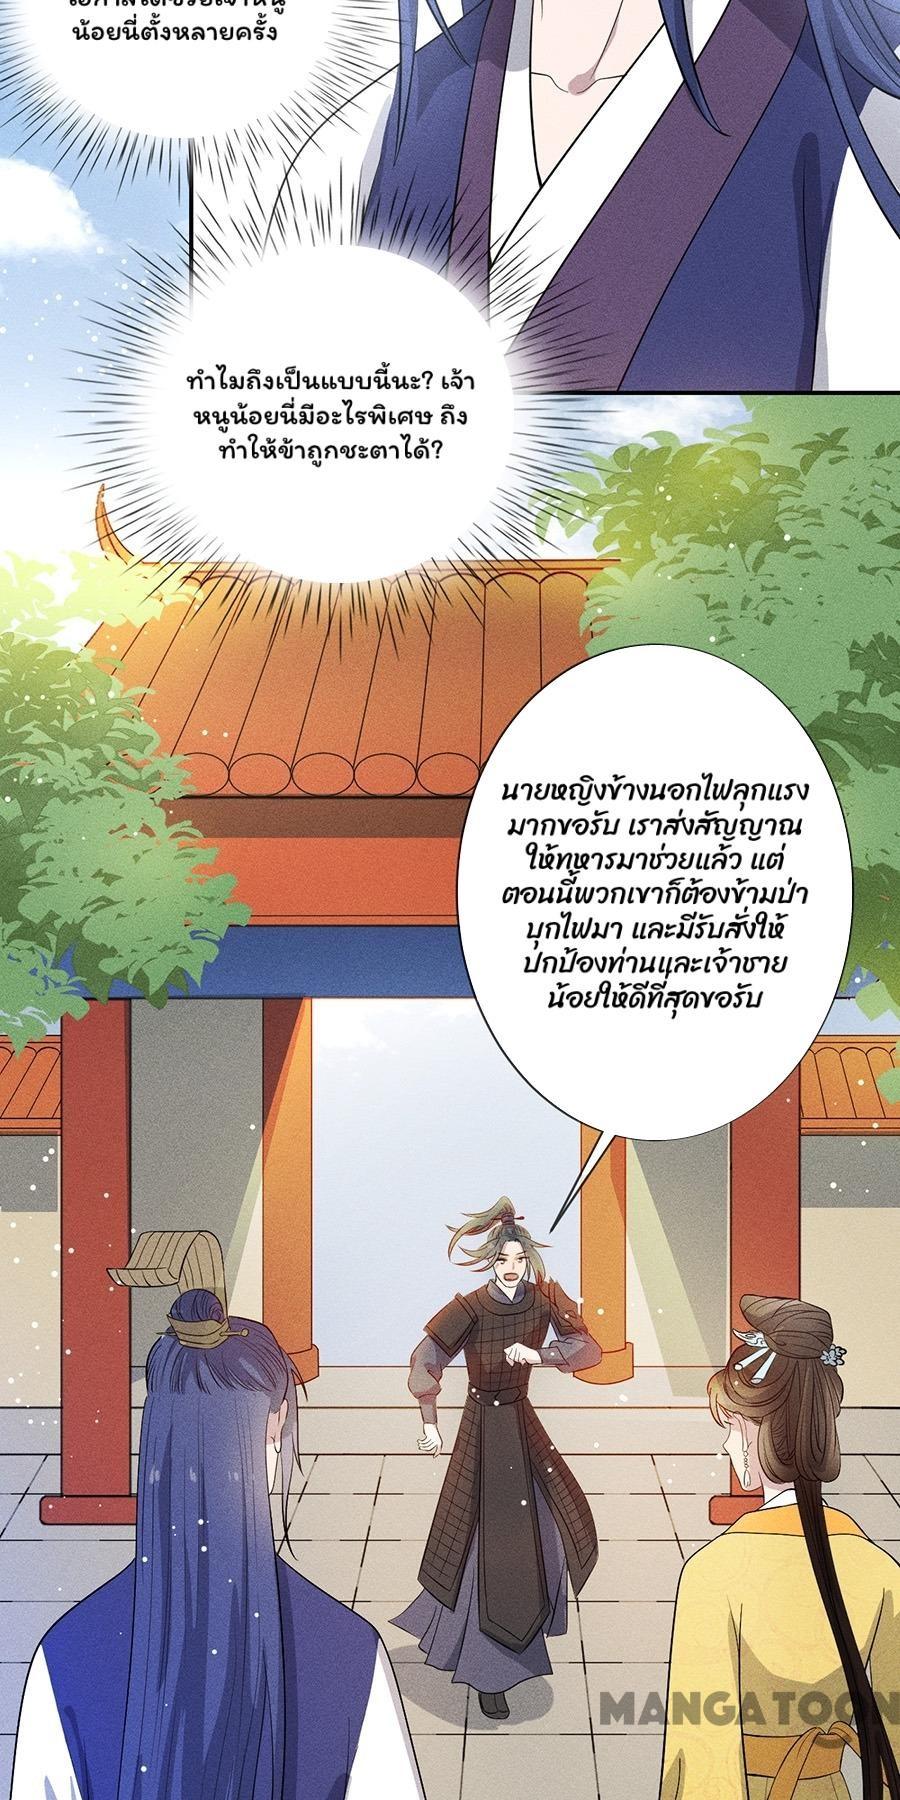 น้อยนี่ตั้งหลายครั้ง
ทำไมถึงเป็นแบบนี้นะ? เจ้า
หนูน้อยนี่มีอะไรพิเศษ ถึง
ทำให้ข้าถูกชะตาได้?
นายหญิงข้างนอกไฟลุกแรง
มากขอรับ เราส่งสัญญาณ
ให้ทหารมาช่วยแล้ว แต่
ตอนนี้พวกเขาก็ต้องข้ามป่า
บุกไฟมา และมีรับสั่งให้
ปกป้องท่านและเจ้าชาย
น้อยให้ดีที่สุดขอรับ
MANGATOON